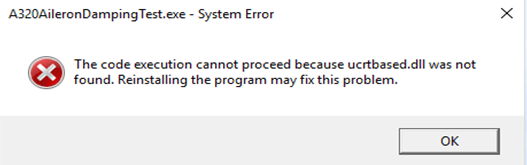 A320AileronDampingTest.exe - System Error
The code execution cannot proceed because ucrtbased.dll was not
found. Reinstalling the program may fix this problem.
OK